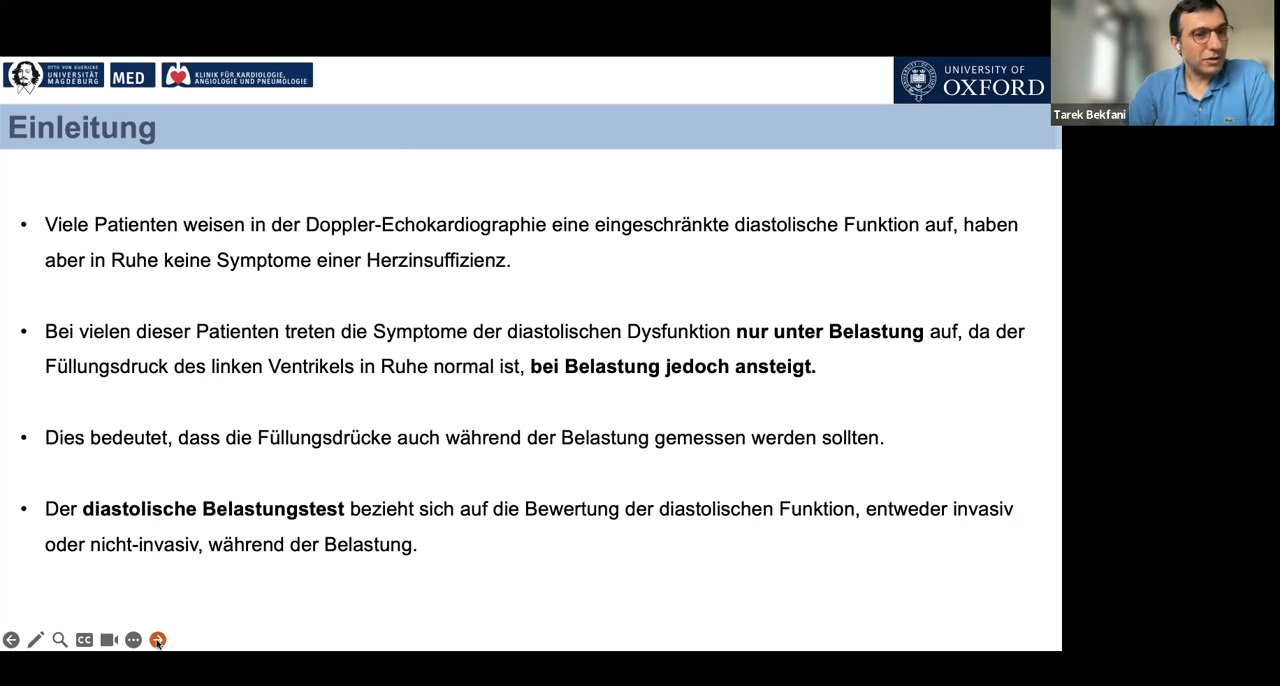 OTTO VON GUERICKE
UNIVERSITÄT
MAGDEBURG
MED
KLINIK FÜR KARDIOLOGIE,
ANGIOLOGIE UND PNEUMOLOGIE
UNIVERSITY OF
OXFORD
Tarek Bekfani
Einleitung
• Viele Patienten weisen in der Doppler-Echokardiographie eine eingeschränkte diastolische Funktion auf, haben
aber in Ruhe keine Symptome einer Herzinsuffizienz.
• Bei vielen dieser Patienten treten die Symptome der diastolischen Dysfunktion nur unter Belastung auf, da der
Füllungsdruck des linken Ventrikels in Ruhe normal ist, bei Belastung jedoch ansteigt.
• Dies bedeutet, dass die Füllungsdrücke auch während der Belastung gemessen werden sollten.
• Der diastolische Belastungstest bezieht sich auf die Bewertung der diastolischen Funktion, entweder invasiv
oder nicht-invasiv, während der Belastung.
CC